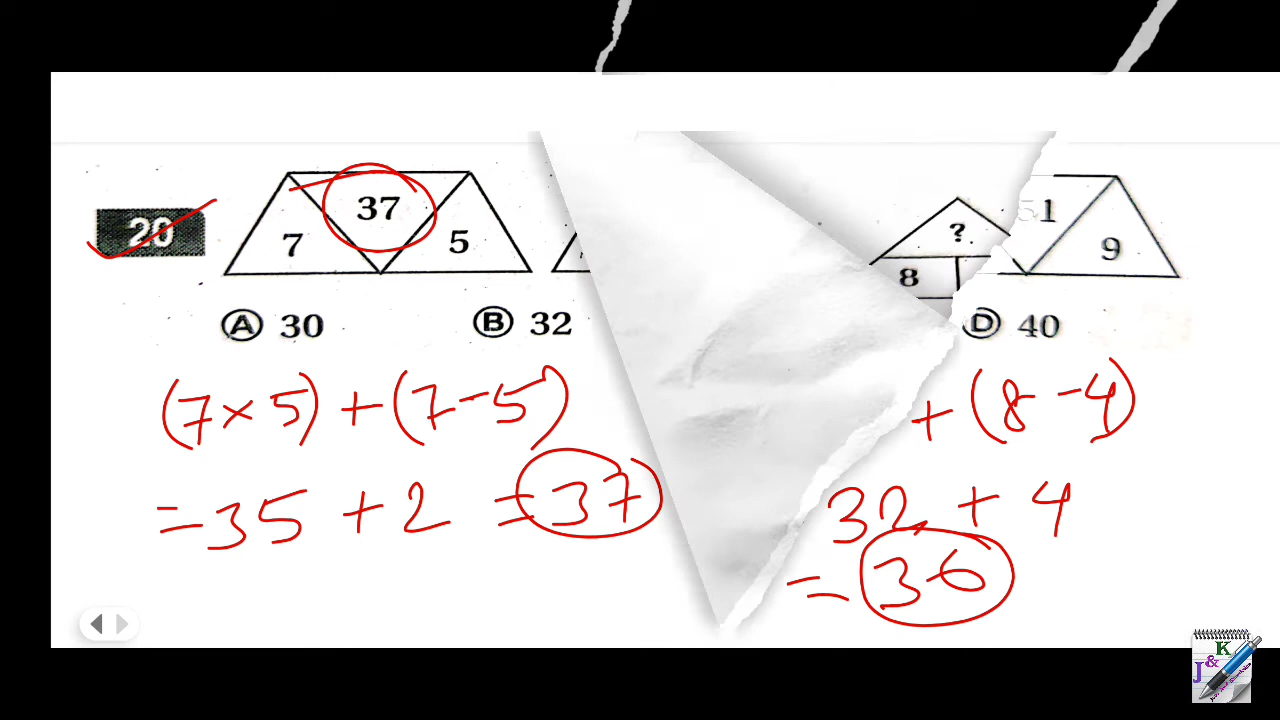 20 7 37 5 ? 8 51 9
A 30 B 32 D 40
(7 × 5) + (7 - 5) + (8 - 4)
= 35 + 2 = 37 32 + 4
= 36
J & K